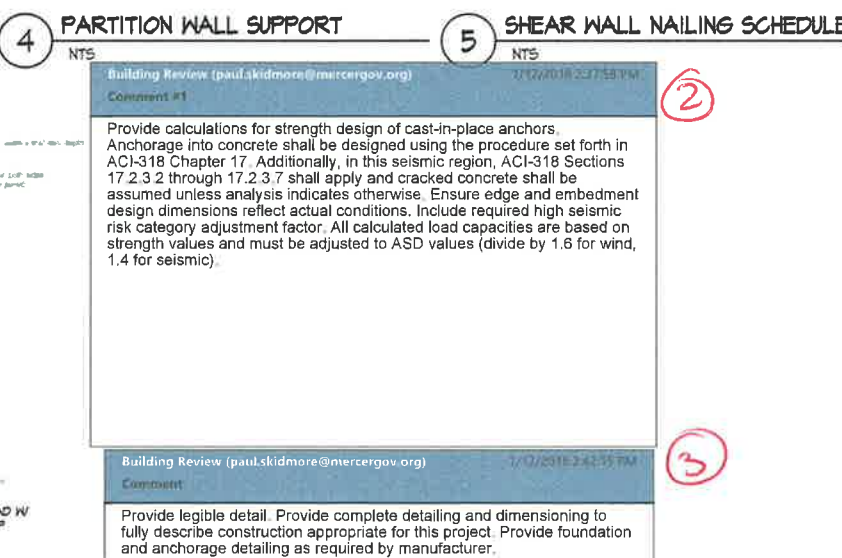 4 PARTITION WALL SUPPORT
NTS
5 SHEAR WALL NAILING SCHEDULE
NTS
Building Review (paul.skidmore@mercergov.org)
Comment #1
2
Provide calculations for strength design of cast-in-place anchors.
Anchorage into concrete shall be designed using the procedure set forth in
ACI-318 Chapter 17. Additionally, in this seismic region, ACI-318 Sections
17.2.3.2 through 17.2.3.7 shall apply and cracked concrete shall be
assumed unless analysis indicates otherwise. Ensure edge and embedment
design dimensions reflect actual conditions. Include required high seismic
risk category adjustment factor. All calculated load capacities are based on
strength values and must be adjusted to ASD values (divide by 1.6 for wind,
1.4 for seismic).
Building Review (paul.skidmore@mercergov.org)
Comment
3
Provide legible detail. Provide complete detailing and dimensioning to
fully describe construction appropriate for this project. Provide foundation
and anchorage detailing as required by manufacturer.